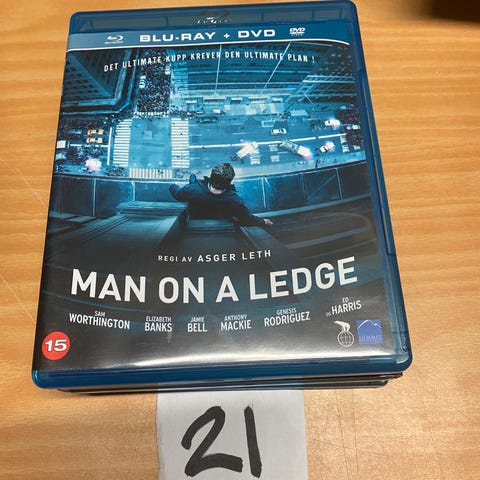 BLU-RAY + DVD
DET ULTIMATE KUPP KREVER DEN ULTIMATE PLAN !
REGI AV ASGER LETH
MAN ON A LEDGE
SAM WORTHINGTON ELIZABETH BANKS JAMIE BELL ANTHONY MACKIE GENESIS RODRIGUEZ OG ED HARRIS
15
SUMMIT
21